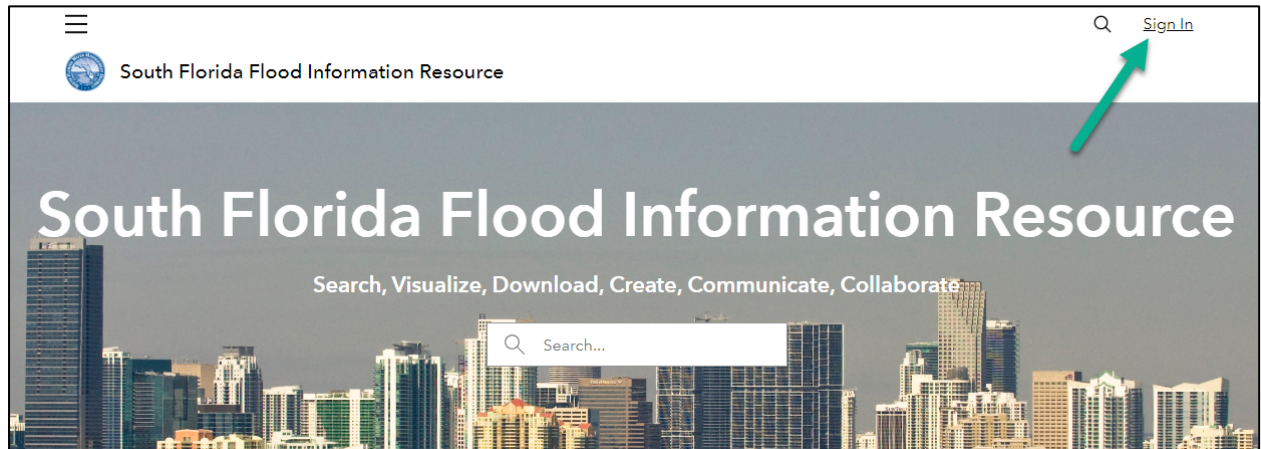 Sign In
South Florida Flood Information Resource
South Florida Flood Information Resource
Search, Visualize, Download, Create, Communicate, Collaborate
Search...